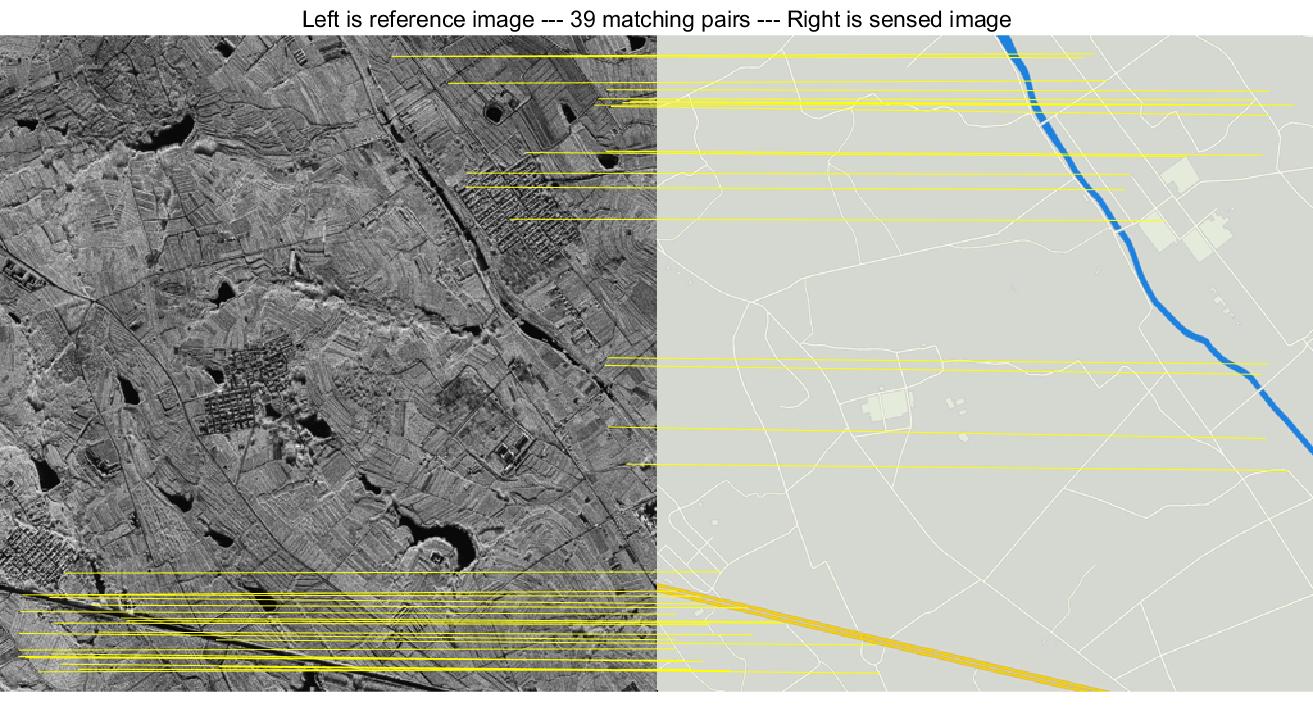 Left is reference image --- 39 matching pairs --- Right is sensed image